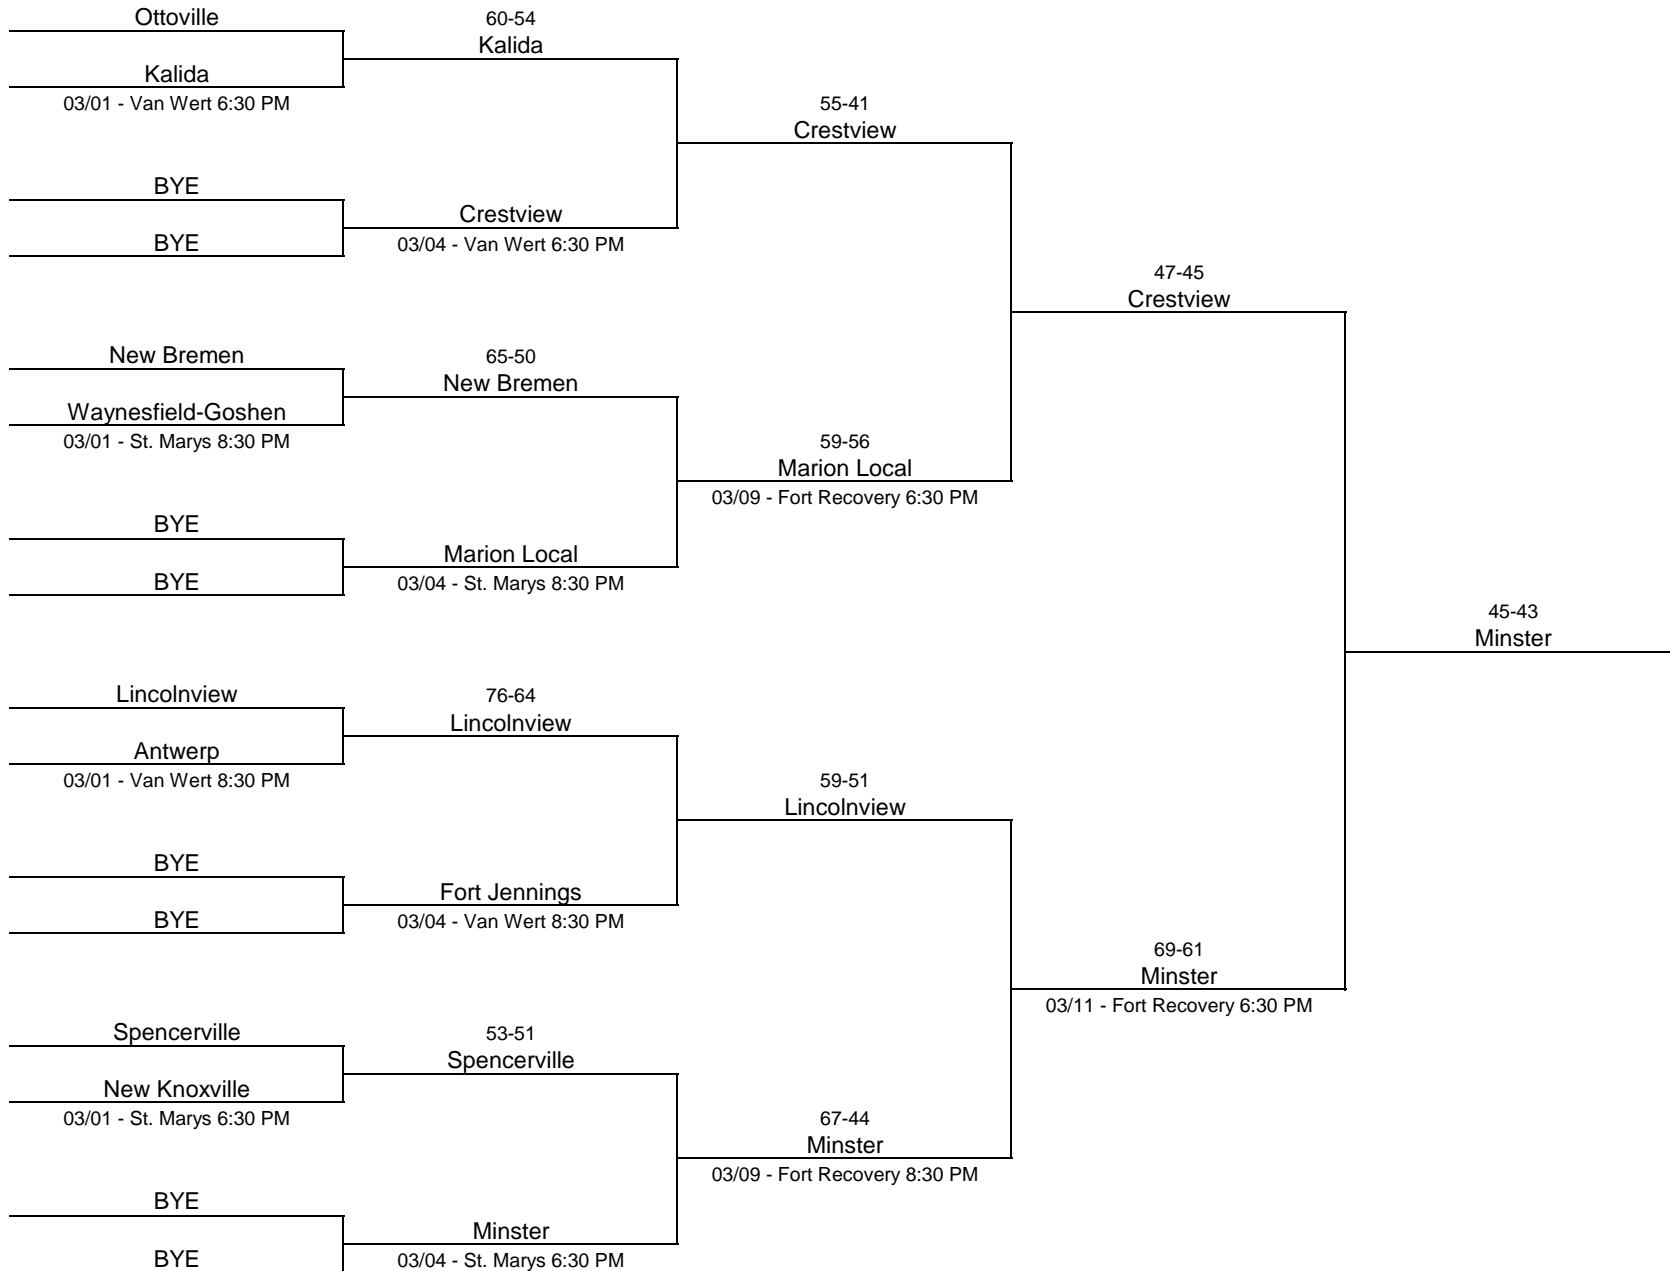 Ottoville
Kalida
03/01 - Van Wert 6:30 PM
BYE
BYE
New Bremen
Waynesfield-Goshen
03/01 - St. Marys 8:30 PM
BYE
BYE
Lincolnview
Antwerp
03/01 - Van Wert 8:30 PM
BYE
BYE
Spencerville
New Knoxville
03/01 - St. Marys 6:30 PM
BYE
BYE
60-54
Kalida
Crestview
03/04 - Van Wert 6:30 PM
65-50
New Bremen
Marion Local
03/04 - St. Marys 8:30 PM
76-64
Lincolnview
Fort Jennings
03/04 - Van Wert 8:30 PM
53-51
Spencerville
Minster
03/04 - St. Marys 6:30 PM
55-41
Crestview
59-56
Marion Local
03/09 - Fort Recovery 6:30 PM
59-51
Lincolnview
67-44
Minster
03/09 - Fort Recovery 8:30 PM
47-45
Crestview
69-61
Minster
03/11 - Fort Recovery 6:30 PM
45-43
Minster